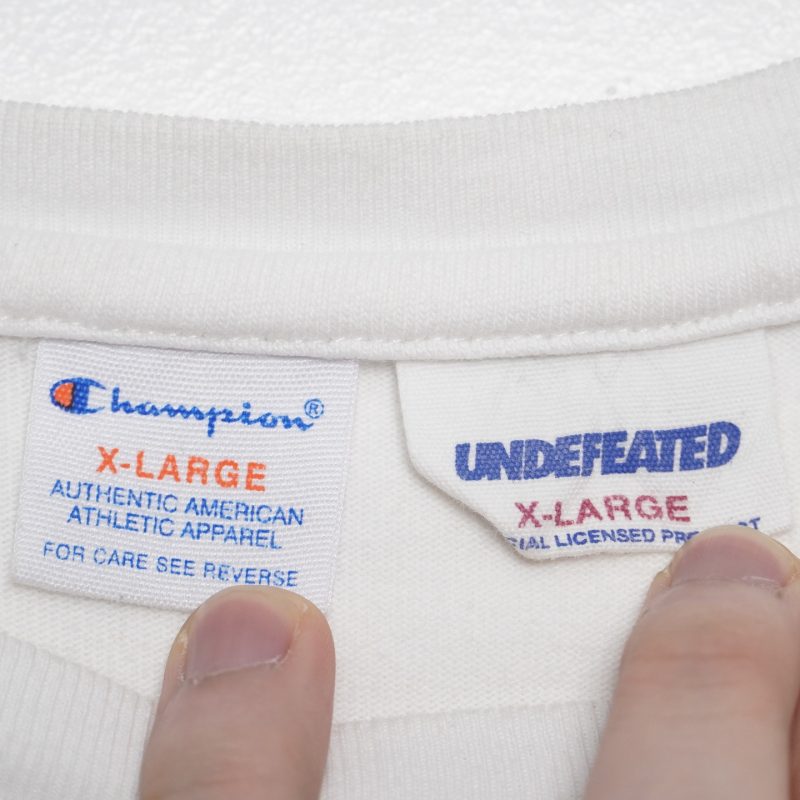 Champion®
X-LARGE
AUTHENTIC AMERICAN
ATHLETIC APPAREL
FOR CARE SEE REVERSE
UNDEFEATED
X-LARGE
LICENSED